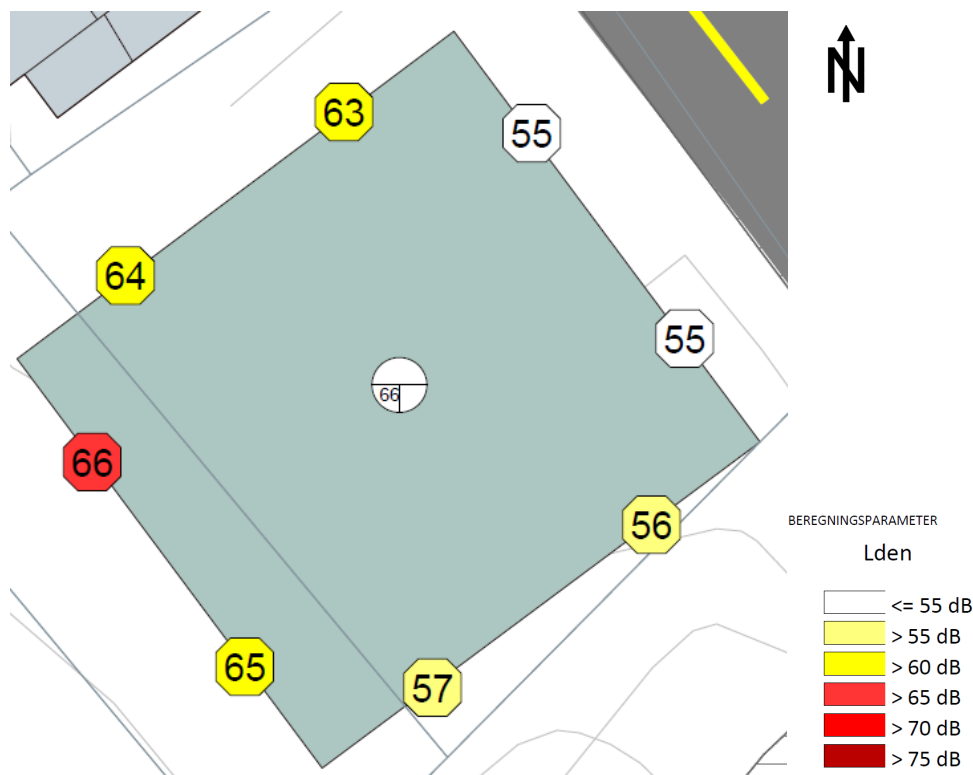 63
55
64
55
66
66
56
65
57
N
BEREGNINGSPARAMETER
Lden
<= 55 dB
> 55 dB
> 60 dB
> 65 dB
> 70 dB
> 75 dB